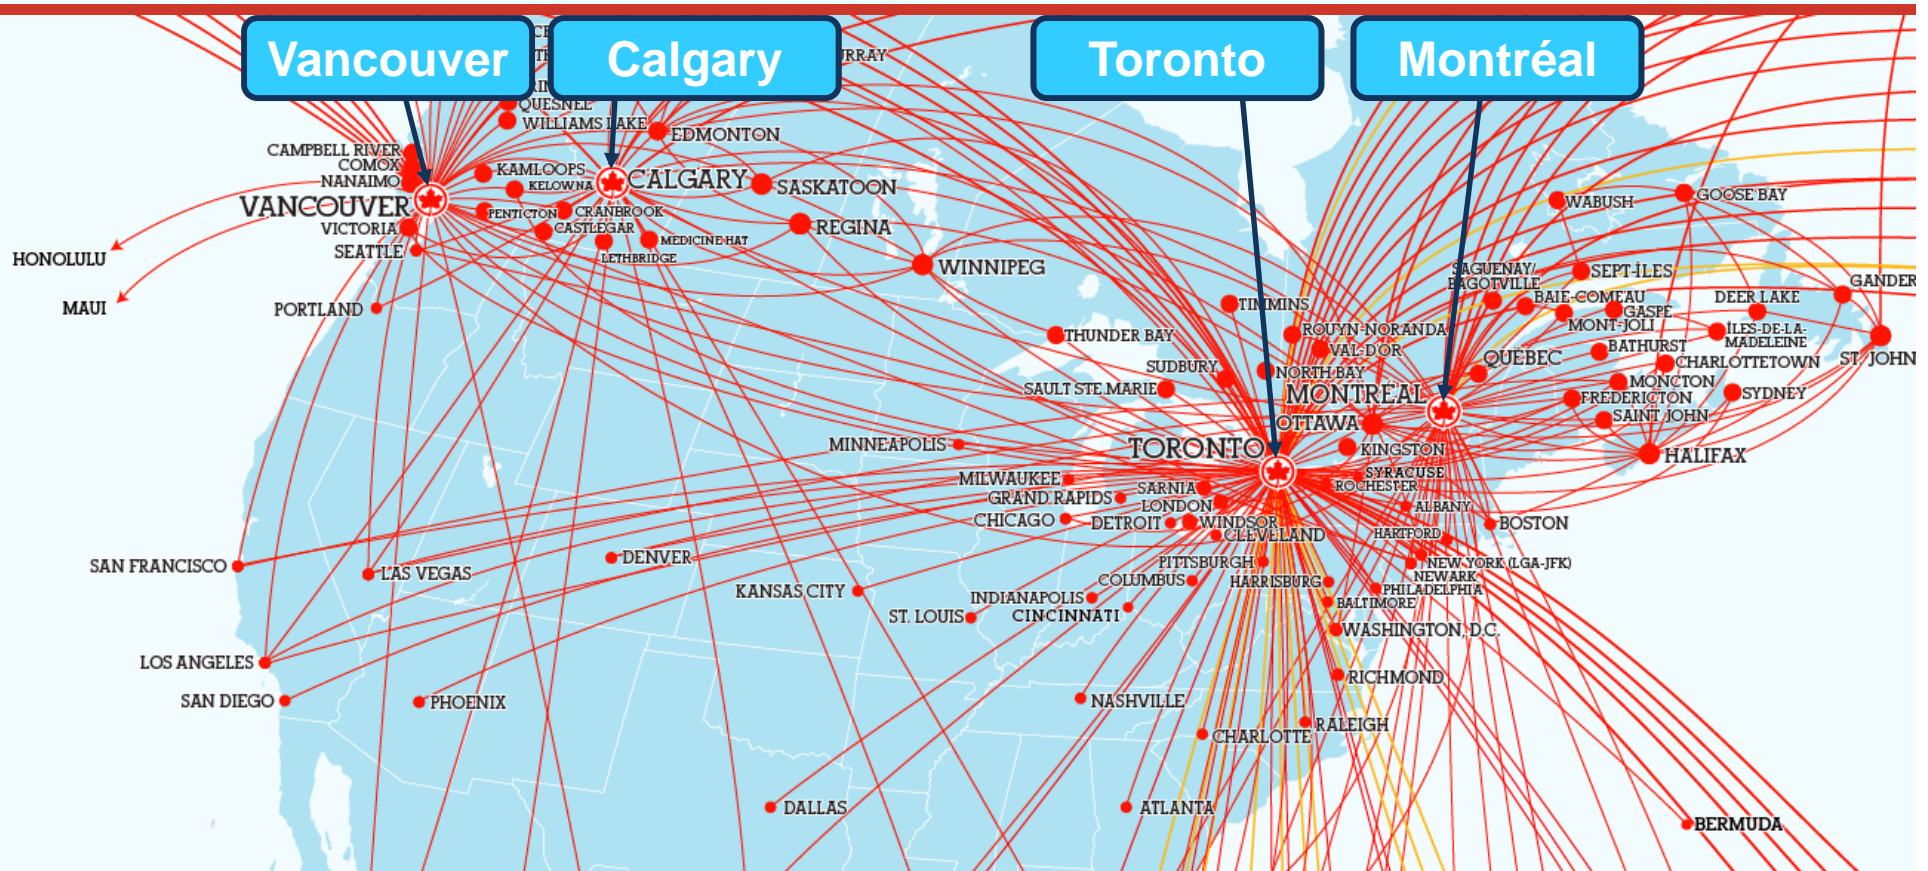 Vancouver
Calgary
Toronto
Montréal
QUESNEL
WILLIAMS LAKE
EDMONTON
CAMPBELL RIVER
COMOX
NANAIMO
KAMLOOPS
KELOWNA
CALGARY
SASKATOON
VANCOUVER
PENTICTON
CRANBROOK
REGINA
VICTORIA
CASTLEGAR
MEDICINE HAT
SEATTLE
LETHBRIDGE
HONOLULU
MAUI
PORTLAND
WINNIPEG
WABUSH
GOOSE BAY
SAGUENAY/
BAGOTVILLE
SEPT-ÎLES
GANDER
BAIE-COMEAU
DEER LAKE
GASPÉ
MONT-JOLI
ÎLES-DE-LA-
MADELEINE
TIMMINS
ROUYN-NORANDA
THUNDER BAY
VAL-D'OR
BATHURST
QUÉBEC
ST. JOHN
CHARLOTTETOWN
SUDBURY
NORTH BAY
MONCTON
SAULT STE. MARIE
MONTRÉAL
FREDERICTON
SYDNEY
SAINT JOHN
OTTAWA
MINNEAPOLIS
TORONTO
KINGSTON
HALIFAX
MILWAUKEE
SARNIA
SYRACUSE
ROCHESTER
GRAND RAPIDS
LONDON
ALBANY
CHICAGO
DETROIT
WINDSOR
BOSTON
CLEVELAND
HARTFORD
SAN FRANCISCO
LAS VEGAS
DENVER
PITTSBURGH
NEW YORK (LGA-JFK)
NEWARK
KANSAS CITY
COLUMBUS
HARRISBURG
PHILADELPHIA
INDIANAPOLIS
BALTIMORE
ST. LOUIS
CINCINNATI
WASHINGTON, D.C.
LOS ANGELES
RICHMOND
SAN DIEGO
PHOENIX
NASHVILLE
RALEIGH
CHARLOTTE
DALLAS
ATLANTA
BERMUDA